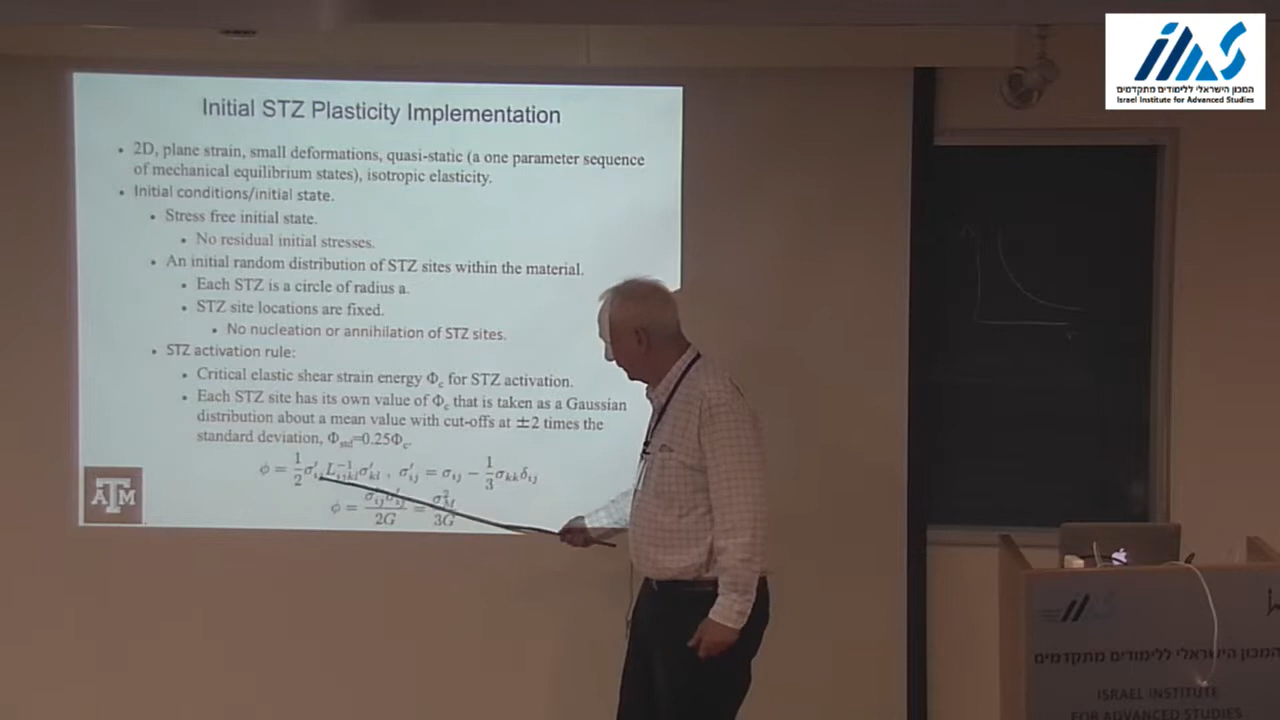 Initial STZ Plasticity Implementation
• 2D, plane strain, small deformations, quasi-static (a one parameter sequence
of mechanical equilibrium states), isotropic elasticity.
• Initial conditions/initial state.
• Stress free initial state.
• No residual initial stresses.
• An initial random distribution of STZ sites within the material.
• Each STZ is a circle of radius a.
• STZ site locations are fixed.
• No nucleation or annihilation of STZ sites.
• STZ activation rule:
• Critical elastic shear strain energy Φc for STZ activation.
• Each STZ site has its own value of Φc that is taken as a Gaussian
distribution about a mean value with cut-offs at ±2 times the
standard deviation, Φstd=0.25Φc.
ϕ = 1/2 σ′ij L⁻¹ijkl σ′kl , σ′ij = σij − 1/3 σkk δij
ϕ = σ′ij σ′ij / 2G = σ²M / 3G
ATM
ias
המכון הישראלי ללימודים מתקדמים
Israel Institute for Advanced Studies
ias
המכון הישראלי ללימודים מתקדמים
ISRAEL INSTITUTE
FOR ADVANCED STUDIES